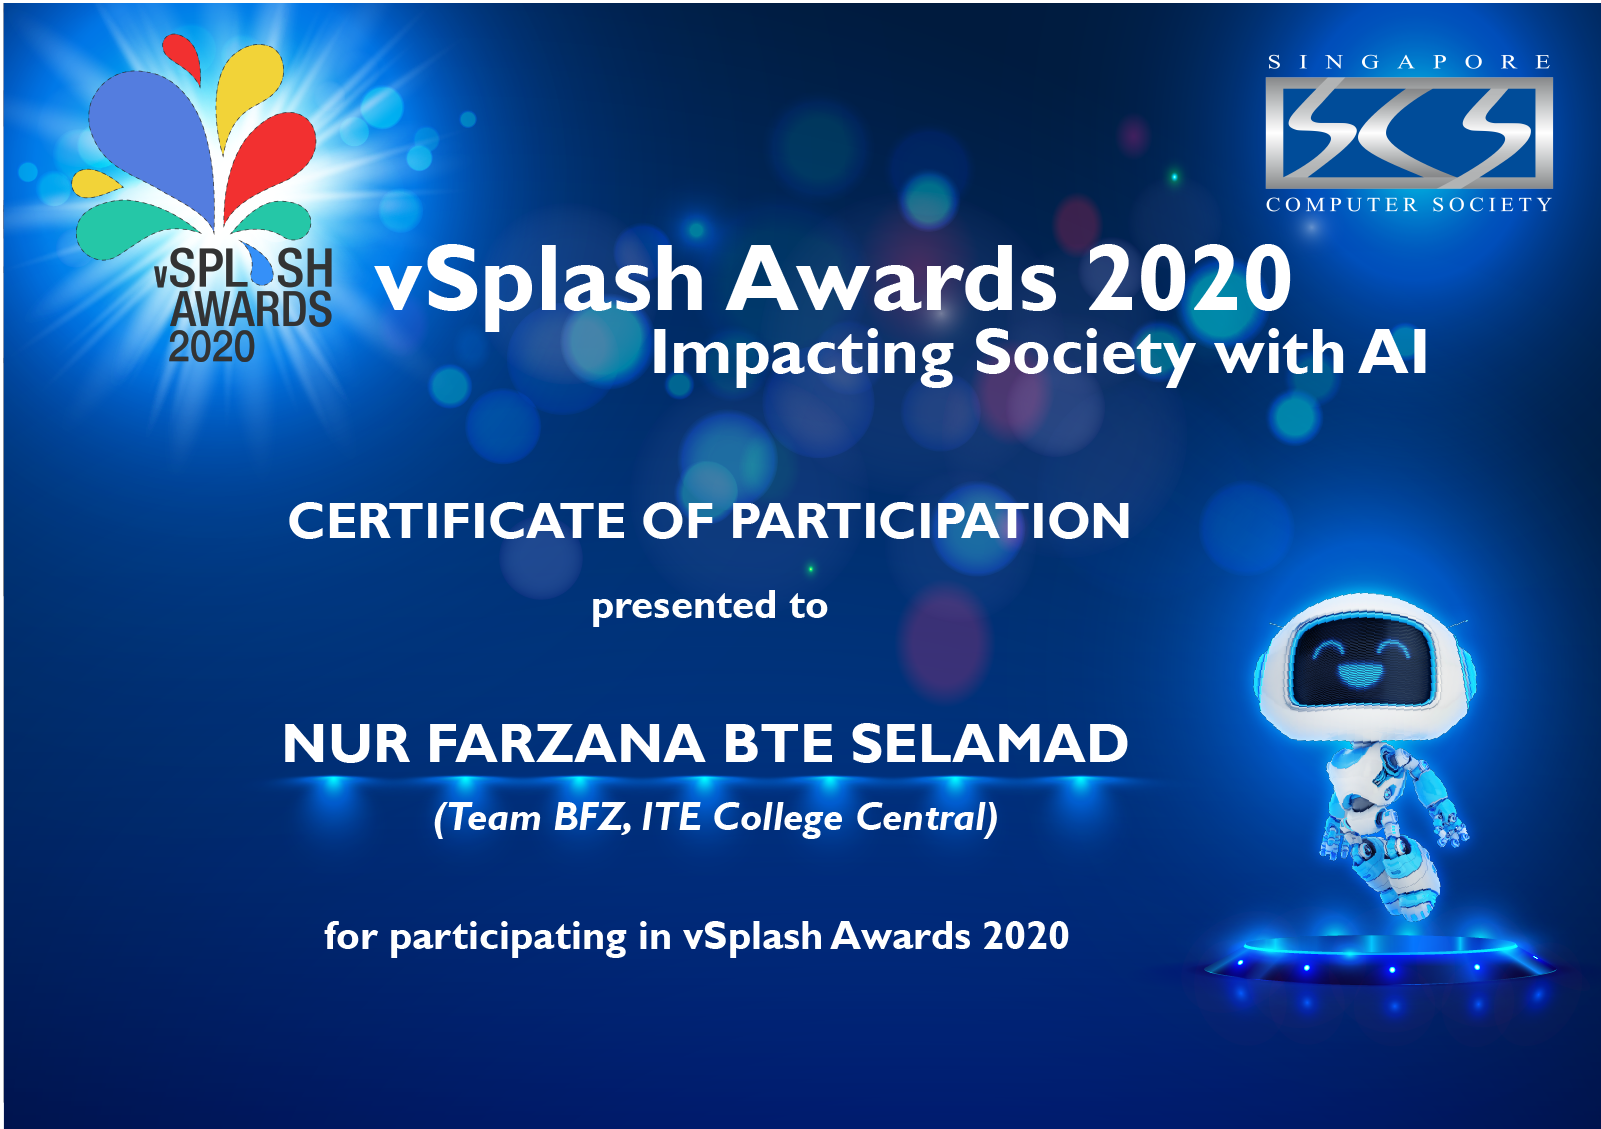 vSPLASH
AWARDS
2020
SINGAPORE
SCS
COMPUTER SOCIETY
vSplash Awards 2020
Impacting Society with AI
CERTIFICATE OF PARTICIPATION
presented to
NUR FARZANA BTE SELAMAD
(Team BFZ, ITE College Central)
for participating in vSplash Awards 2020